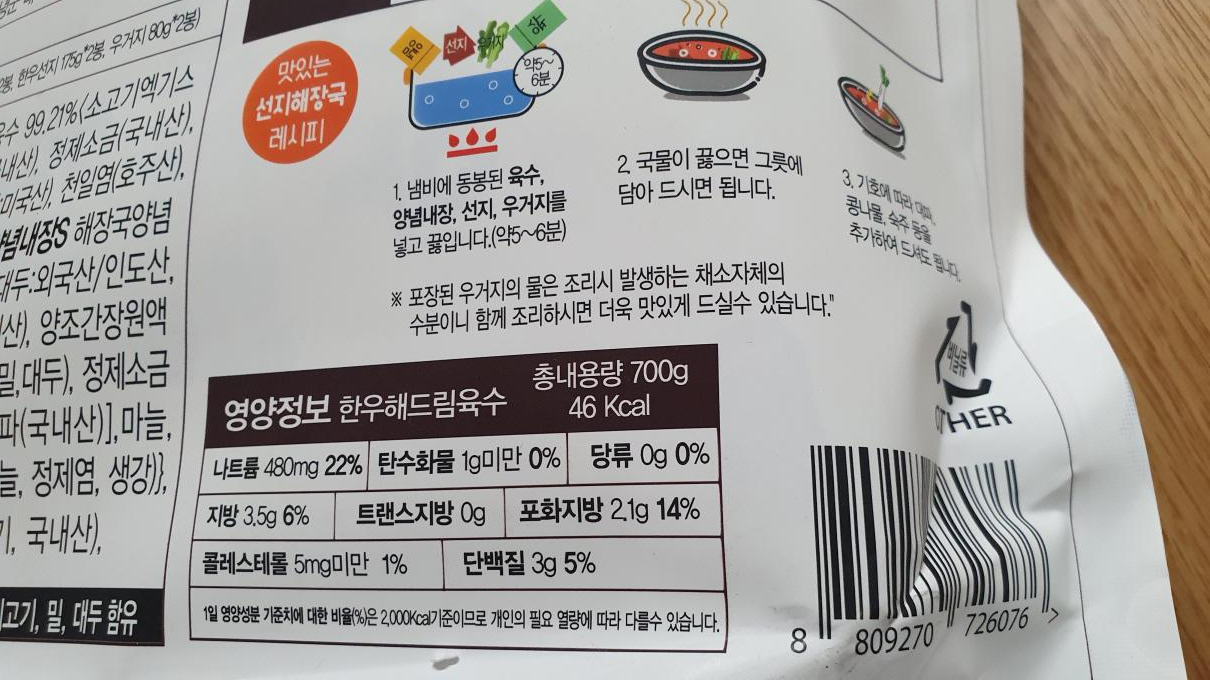 한우선지 175g*2봉, 우거지 80g*2봉)
99.21%(소고기엑기스
정제소금(국내산),
천일염(호주산),
해장국양념
대두:외국산/인도산,
양조간장원액
밀,대두), 정제소금
파(국내산)],마늘,
정제염, 생강)},
국내산),
고기, 밀, 대두 함유
맛있는
선지해장국
레시피
양념
선지
우거지
육수
약5~
6분
1. 냄비에 동봉된 육수,
양념내장, 선지, 우거지를
넣고 끓입니다.(약5~6분)
2. 국물이 끓으면 그릇에
담아 드시면 됩니다.
3. 기호에 따라 대파,
콩나물, 숙주 등을
추가하여 드셔도 됩니다.
※ 포장된 우거지의 물은 조리시 발생하는 채소자체의
수분이니 함께 조리하시면 더욱 맛있게 드실수 있습니다."
영양정보 한우해드림육수
총내용량 700g
46 Kcal
나트륨 480mg 22% 탄수화물 1g미만 0% 당류 0g 0%
지방 3.5g 6% 트랜스지방 0g 포화지방 2.1g 14%
콜레스테롤 5mg미만 1% 단백질 3g 5%
1일 영양성분 기준치에 대한 비율(%)은 2,000Kcal기준이므로 개인의 필요 열량에 따라 다를수 있습니다.
비닐류
OTHER
8 809270 726076 >